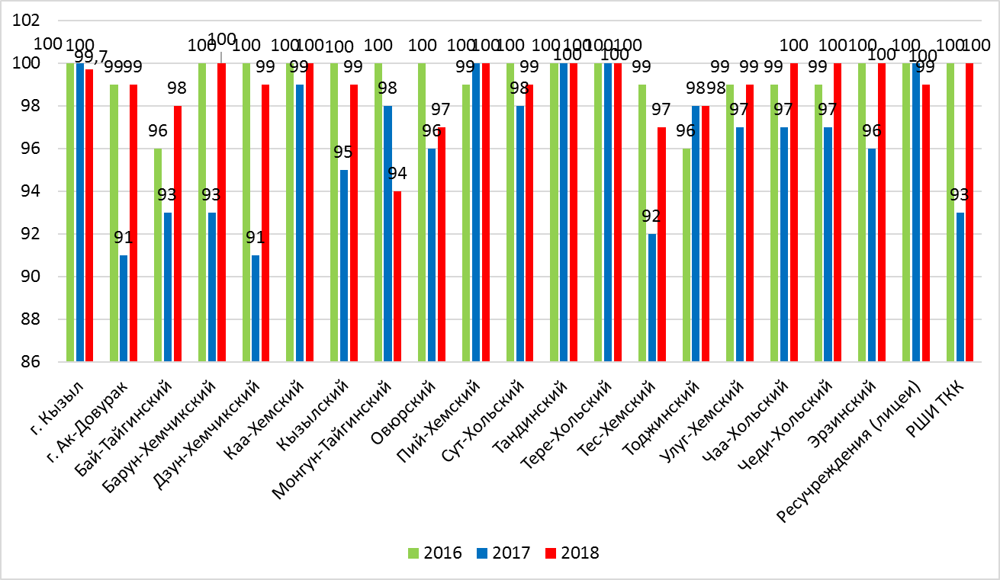 102
100
98
96
94
92
90
88
86
100 100 99,7
99 91 99
96 93 98
100 93 100
100 91 99
100 99 100
100 95 99
100 98 94
100 96 97
99 100 100
100 98 99
100 100 100
100 100 100
99 92 97
96 98 98
99 97 99
99 97 100
99 97 100
100 96 100
100 100 99
100 93 100
г. Кызыл
г. Ак-Довурак
Бай-Тайгинский
Барун-Хемчикский
Дзун-Хемчикский
Каа-Хемский
Кызылский
Монгун-Тайгинский
Овюрский
Пий-Хемский
Сут-Хольский
Тандинский
Тере-Хольский
Тес-Хемский
Тоджинский
Улуг-Хемский
Чаа-Хольский
Чеди-Хольский
Эрзинский
Ресучреждения (лицеи)
РШИ ТКК
2016 2017 2018